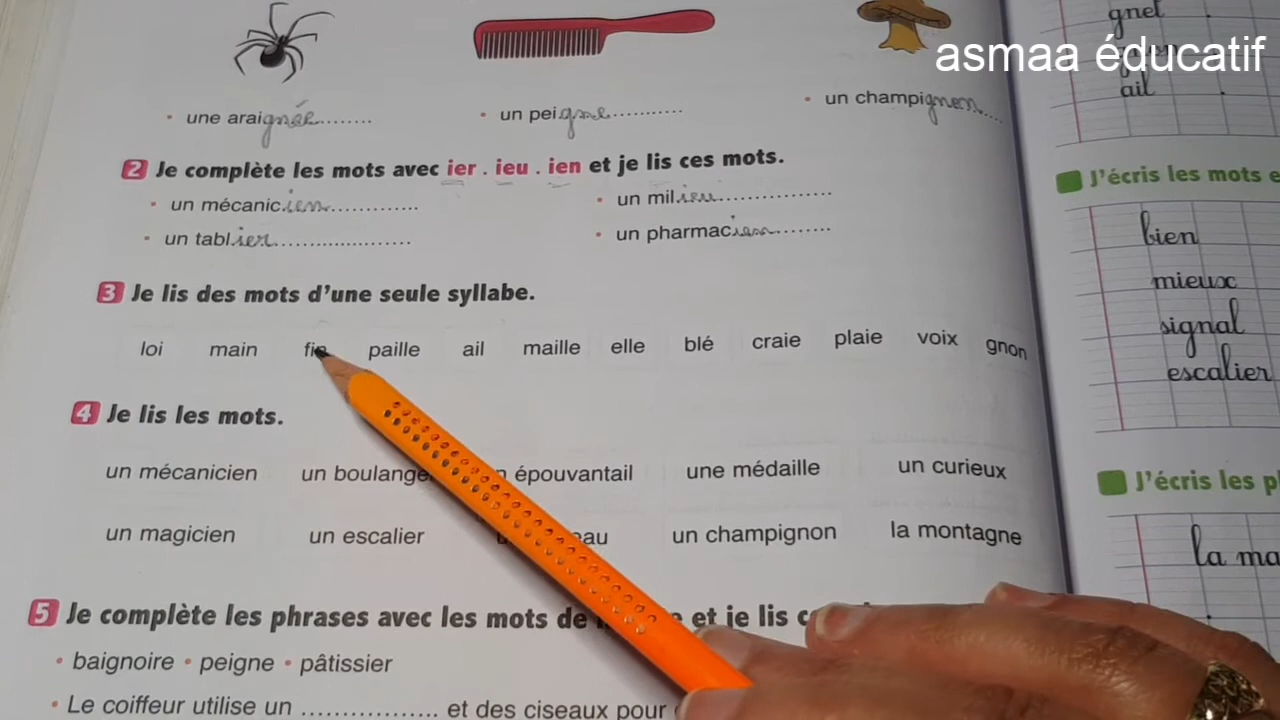 asmaa éducatif
une araignée........
un peigne...........
un champignon....
2 Je complète les mots avec ier . ieu . ien et je lis ces mots.
un mécanicien.............
un milieu.................
un tablier......................
un pharmacien........
3 Je lis des mots d'une seule syllabe.
loi main paille ail maille elle blé craie plaie voix gnon
4 Je lis les mots.
un mécanicien un épouvantail une médaille un curieux
un magicien un escalier un champignon la montagne
5 Je complète les phrases avec les mots de et je lis
• baignoire • peigne • pâtissier
• Le coiffeur utilise un ................. et des ciseaux pour
gnet
ail
J'écris les mots
bien
mieux
signal
escalier
J'écris les
la